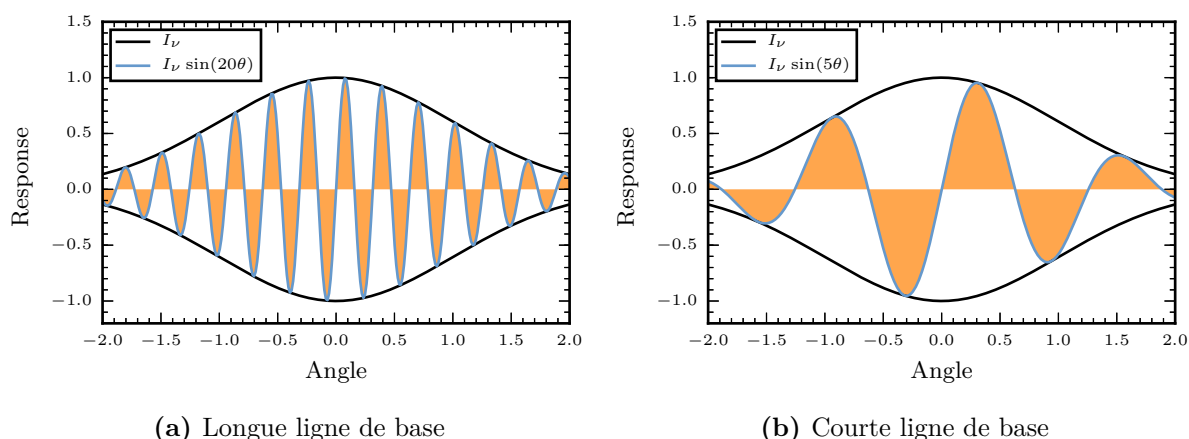 1.5
1.0
0.5
0.0
−0.5
−1.0
Response
I_ν
I_ν sin(20θ)
−2.0 −1.5 −1.0 −0.5 0.0 0.5 1.0 1.5 2.0
Angle
(a) Longue ligne de base
1.5
1.0
0.5
0.0
−0.5
−1.0
Response
I_ν
I_ν sin(5θ)
−2.0 −1.5 −1.0 −0.5 0.0 0.5 1.0 1.5 2.0
Angle
(b) Courte ligne de base